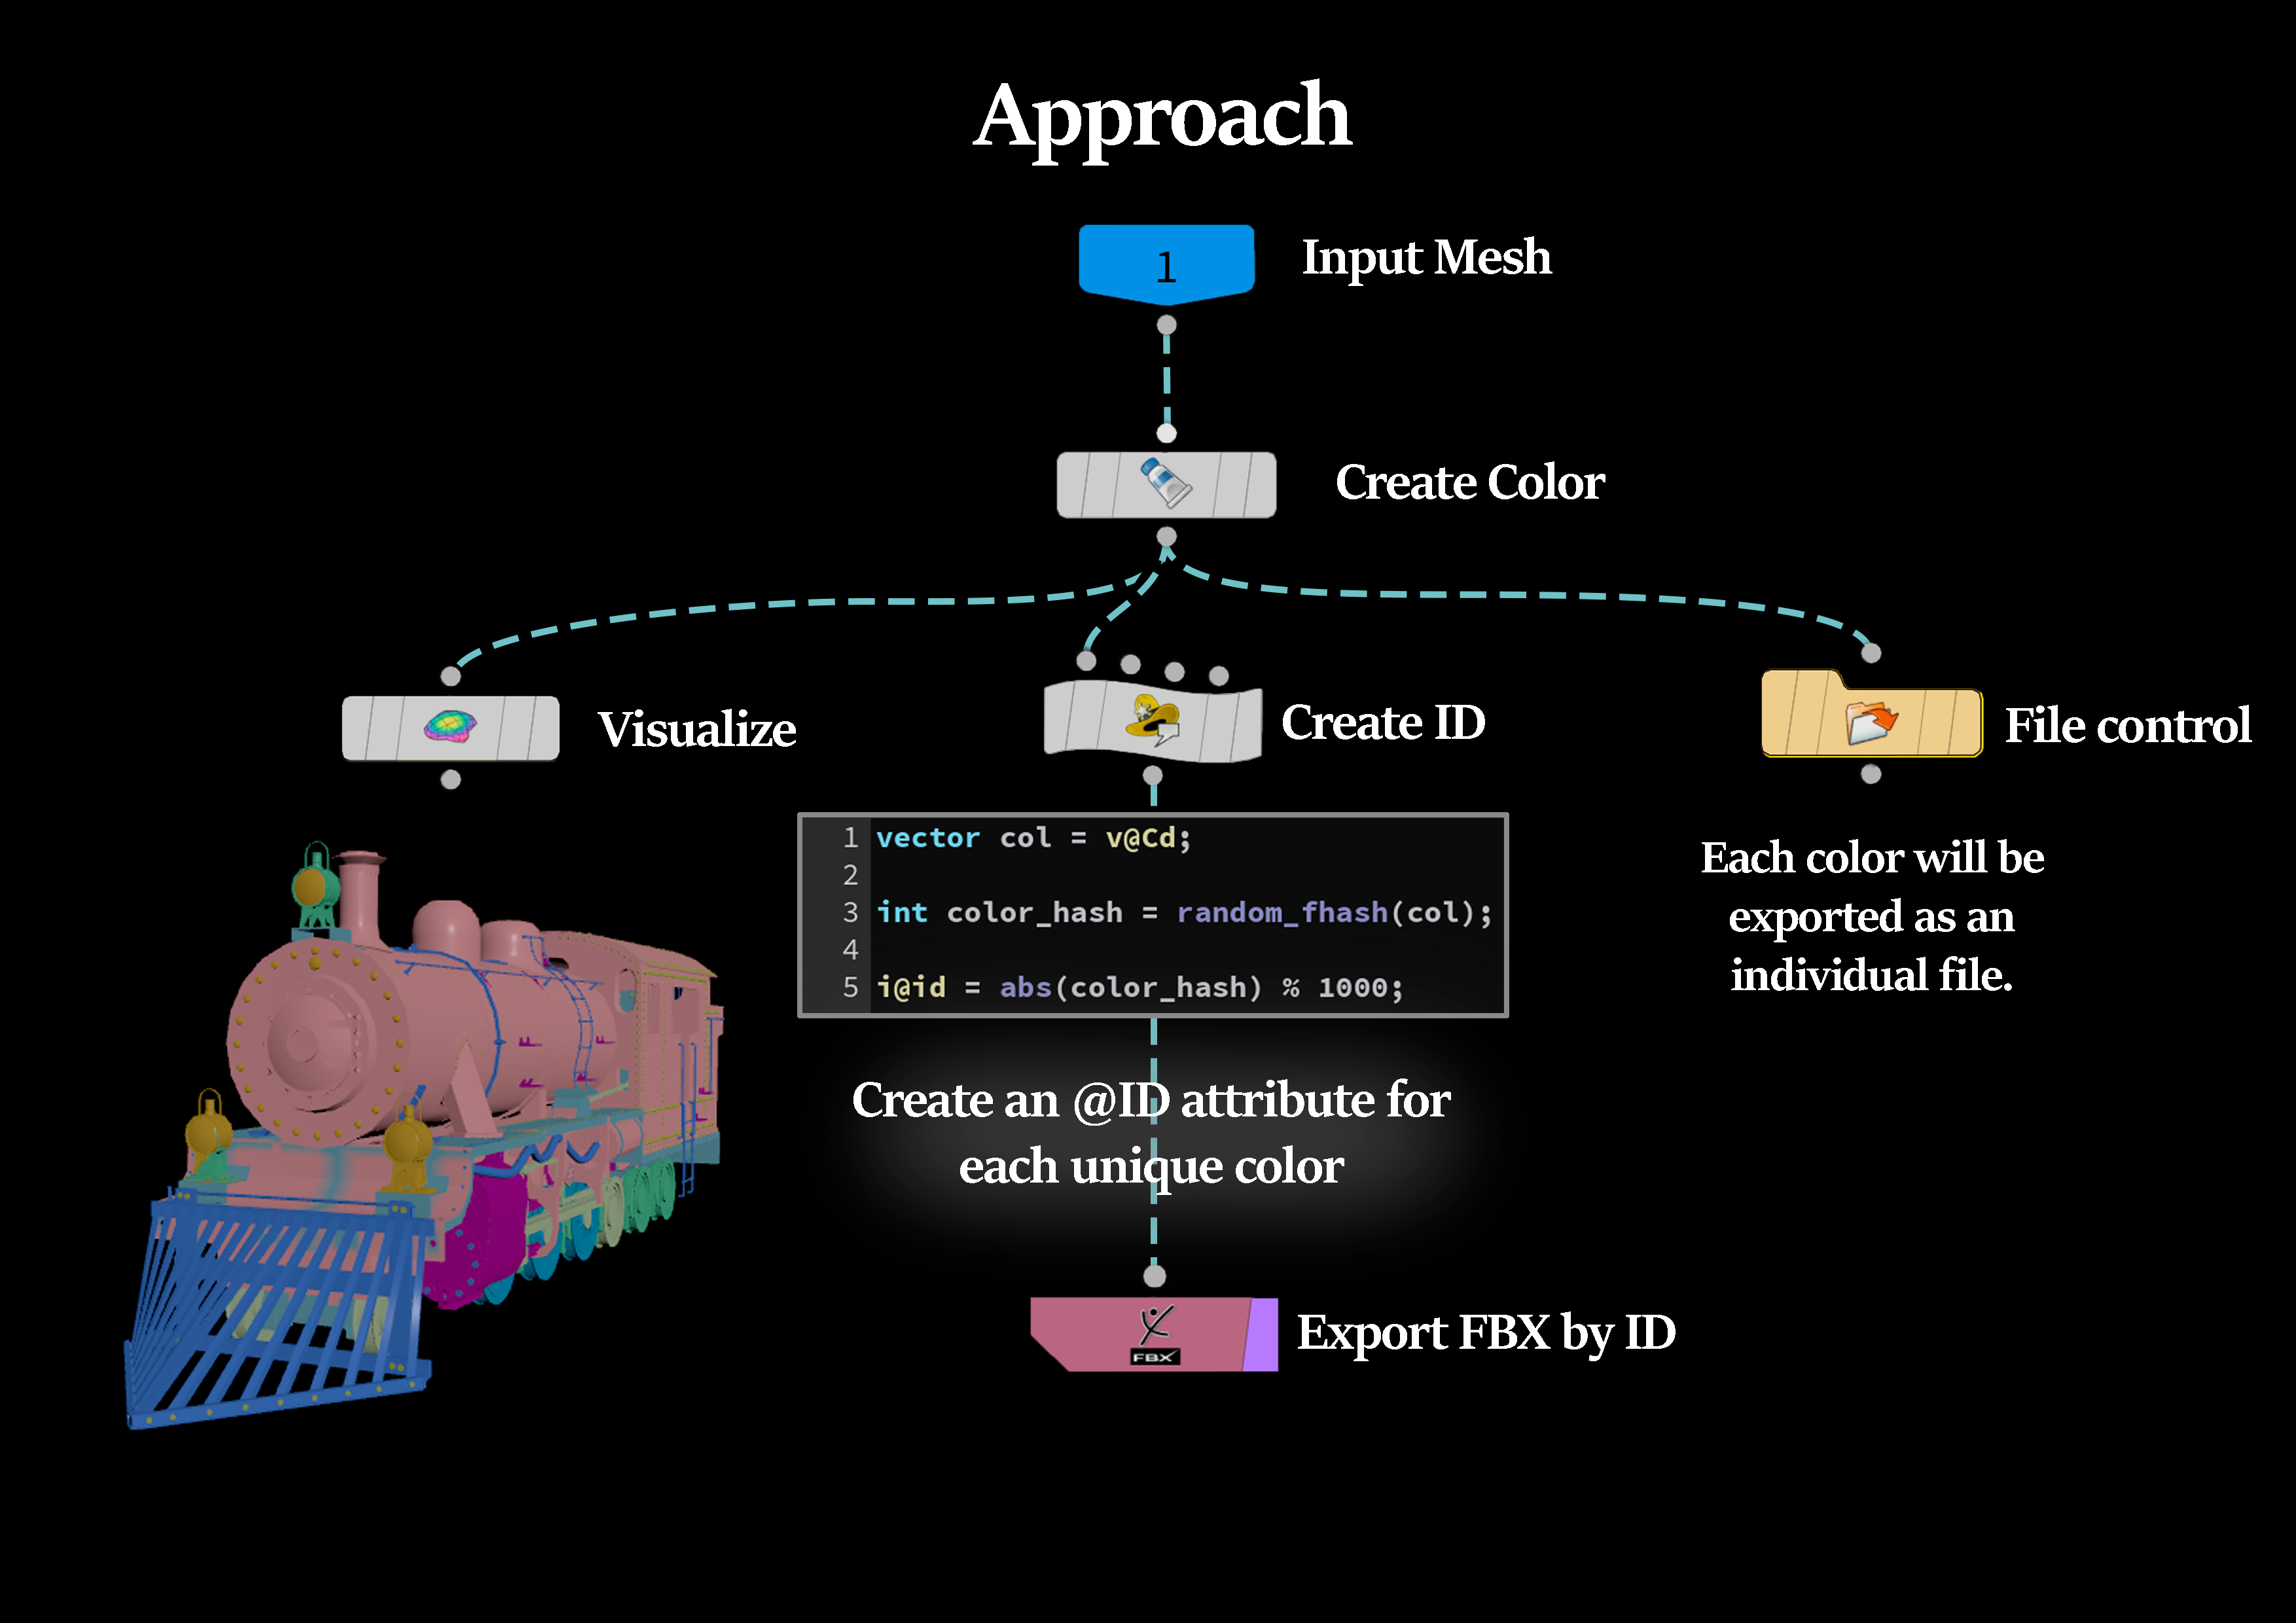 Approach
1
Input Mesh
Create Color
Visualize
Create ID
File control
1 vector col = v@Cd;
2
3 int color_hash = random_fhash(col);
4
5 i@id = abs(color_hash) % 1000;
Each color will be
exported as an
individual file.
Create an @ID attribute for
each unique color
FBX
Export FBX by ID